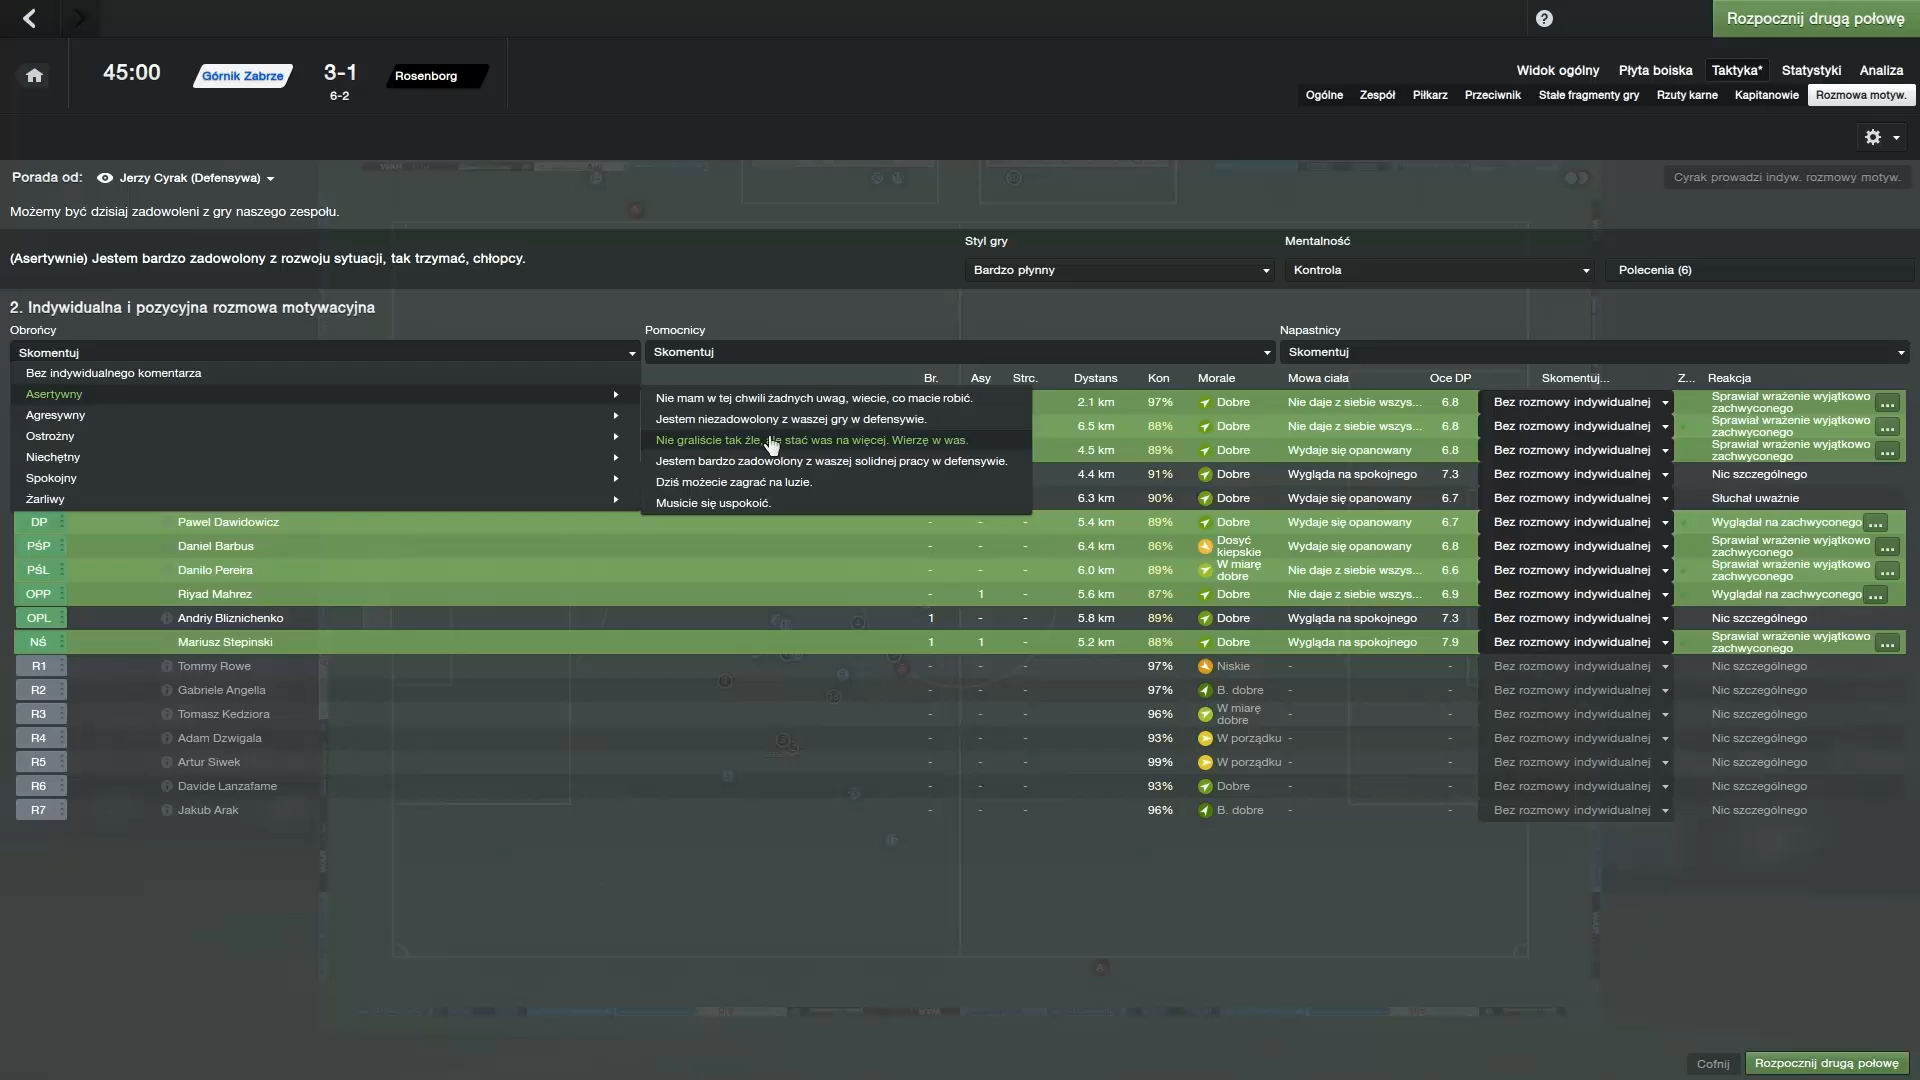 Rozpocznij drugą połowę
45:00 Górnik Zabrze 3-1 Rosenborg
6-2
Widok ogólny Płyta boiska Taktyka* Statystyki Analiza
Ogólne Zespół Piłkarz Przeciwnik Stałe fragmenty gry Rzuty karne Kapitanowie Rozmowa motyw.
Porada od: Jerzy Cyrak (Defensywa) Cyrak prowadzi indyw. rozmowy motyw.
Możemy być dzisiaj zadowoleni z gry naszego zespołu.
Styl gry Mentalność
(Asertywnie) Jestem bardzo zadowolony z rozwoju sytuacji, tak trzymać, chłopcy.
Bardzo płynny Kontrola Polecenia (6)
2. Indywidualna i pozycyjna rozmowa motywacyjna
Obrońcy Pomocnicy Napastnicy
Skomentuj Skomentuj Skomentuj
Bez indywidualnego komentarza
Asertywny
Agresywny
Ostrożny
Niechętny
Spokojny
Żarliwy
Nie mam w tej chwili żadnych uwag, wiecie, co macie robić.
Jestem niezadowolony z waszej gry w defensywie.
Nie graliście tak źle, stać was na więcej. Wierzę w was.
Jestem bardzo zadowolony z waszej solidnej pracy w defensywie.
Dziś możecie zagrać na luzie.
Musicie się uspokoić.
Br. Asy Strc. Dystans Kon Morale Mowa ciała Oce DP Skomentuj... Z... Reakcja
2.1 km 97% Dobre Nie daje z siebie wszys... 6.8 Bez rozmowy indywidualnej Sprawiał wrażenie wyjątkowo zachwyconego ...
6.5 km 88% Dobre Nie daje z siebie wszys... 6.8 Bez rozmowy indywidualnej Sprawiał wrażenie wyjątkowo zachwyconego ...
4.5 km 89% Dobre Wydaje się opanowany 6.8 Bez rozmowy indywidualnej Sprawiał wrażenie wyjątkowo zachwyconego ...
4.4 km 91% Dobre Wygląda na spokojnego 7.3 Bez rozmowy indywidualnej Nic szczególnego
6.3 km 90% Dobre Wydaje się opanowany 6.7 Bez rozmowy indywidualnej Słuchał uważnie
DP Pawel Dawidowicz - - - 5.4 km 89% Dobre Wydaje się opanowany 6.7 Bez rozmowy indywidualnej Wyglądał na zachwyconego ...
PŚP Daniel Barbus - - - 6.4 km 86% Dosyć kiepskie Wydaje się opanowany 6.8 Bez rozmowy indywidualnej Sprawiał wrażenie wyjątkowo zachwyconego ...
PŚL Danilo Pereira - - - 6.0 km 89% W miarę dobre Nie daje z siebie wszys... 6.6 Bez rozmowy indywidualnej Sprawiał wrażenie wyjątkowo zachwyconego ...
OPP Riyad Mahrez - 1 - 5.6 km 87% Dobre Nie daje z siebie wszys... 6.9 Bez rozmowy indywidualnej Wyglądał na zachwyconego ...
OPL Andriy Bliznichenko 1 - - 5.8 km 89% Dobre Wygląda na spokojnego 7.3 Bez rozmowy indywidualnej Nic szczególnego
NŚ Mariusz Stepinski 1 1 - 5.2 km 88% Dobre Wygląda na spokojnego 7.9 Bez rozmowy indywidualnej Sprawiał wrażenie wyjątkowo zachwyconego ...
R1 Tommy Rowe - - - 97% Niskie - - Bez rozmowy indywidualnej Nic szczególnego
R2 Gabriele Angella - - - 97% B. dobre - - Bez rozmowy indywidualnej Nic szczególnego
R3 Tomasz Kedziora - - - 96% W miarę dobre - - Bez rozmowy indywidualnej Nic szczególnego
R4 Adam Dzwigala - - - 93% W porządku - - Bez rozmowy indywidualnej Nic szczególnego
R5 Artur Siwek - - - 99% W porządku - - Bez rozmowy indywidualnej Nic szczególnego
R6 Davide Lanzafame - - - 93% Dobre - - Bez rozmowy indywidualnej Nic szczególnego
R7 Jakub Arak - - - 96% B. dobre - - Bez rozmowy indywidualnej Nic szczególnego
Cofnij Rozpocznij drugą połowę